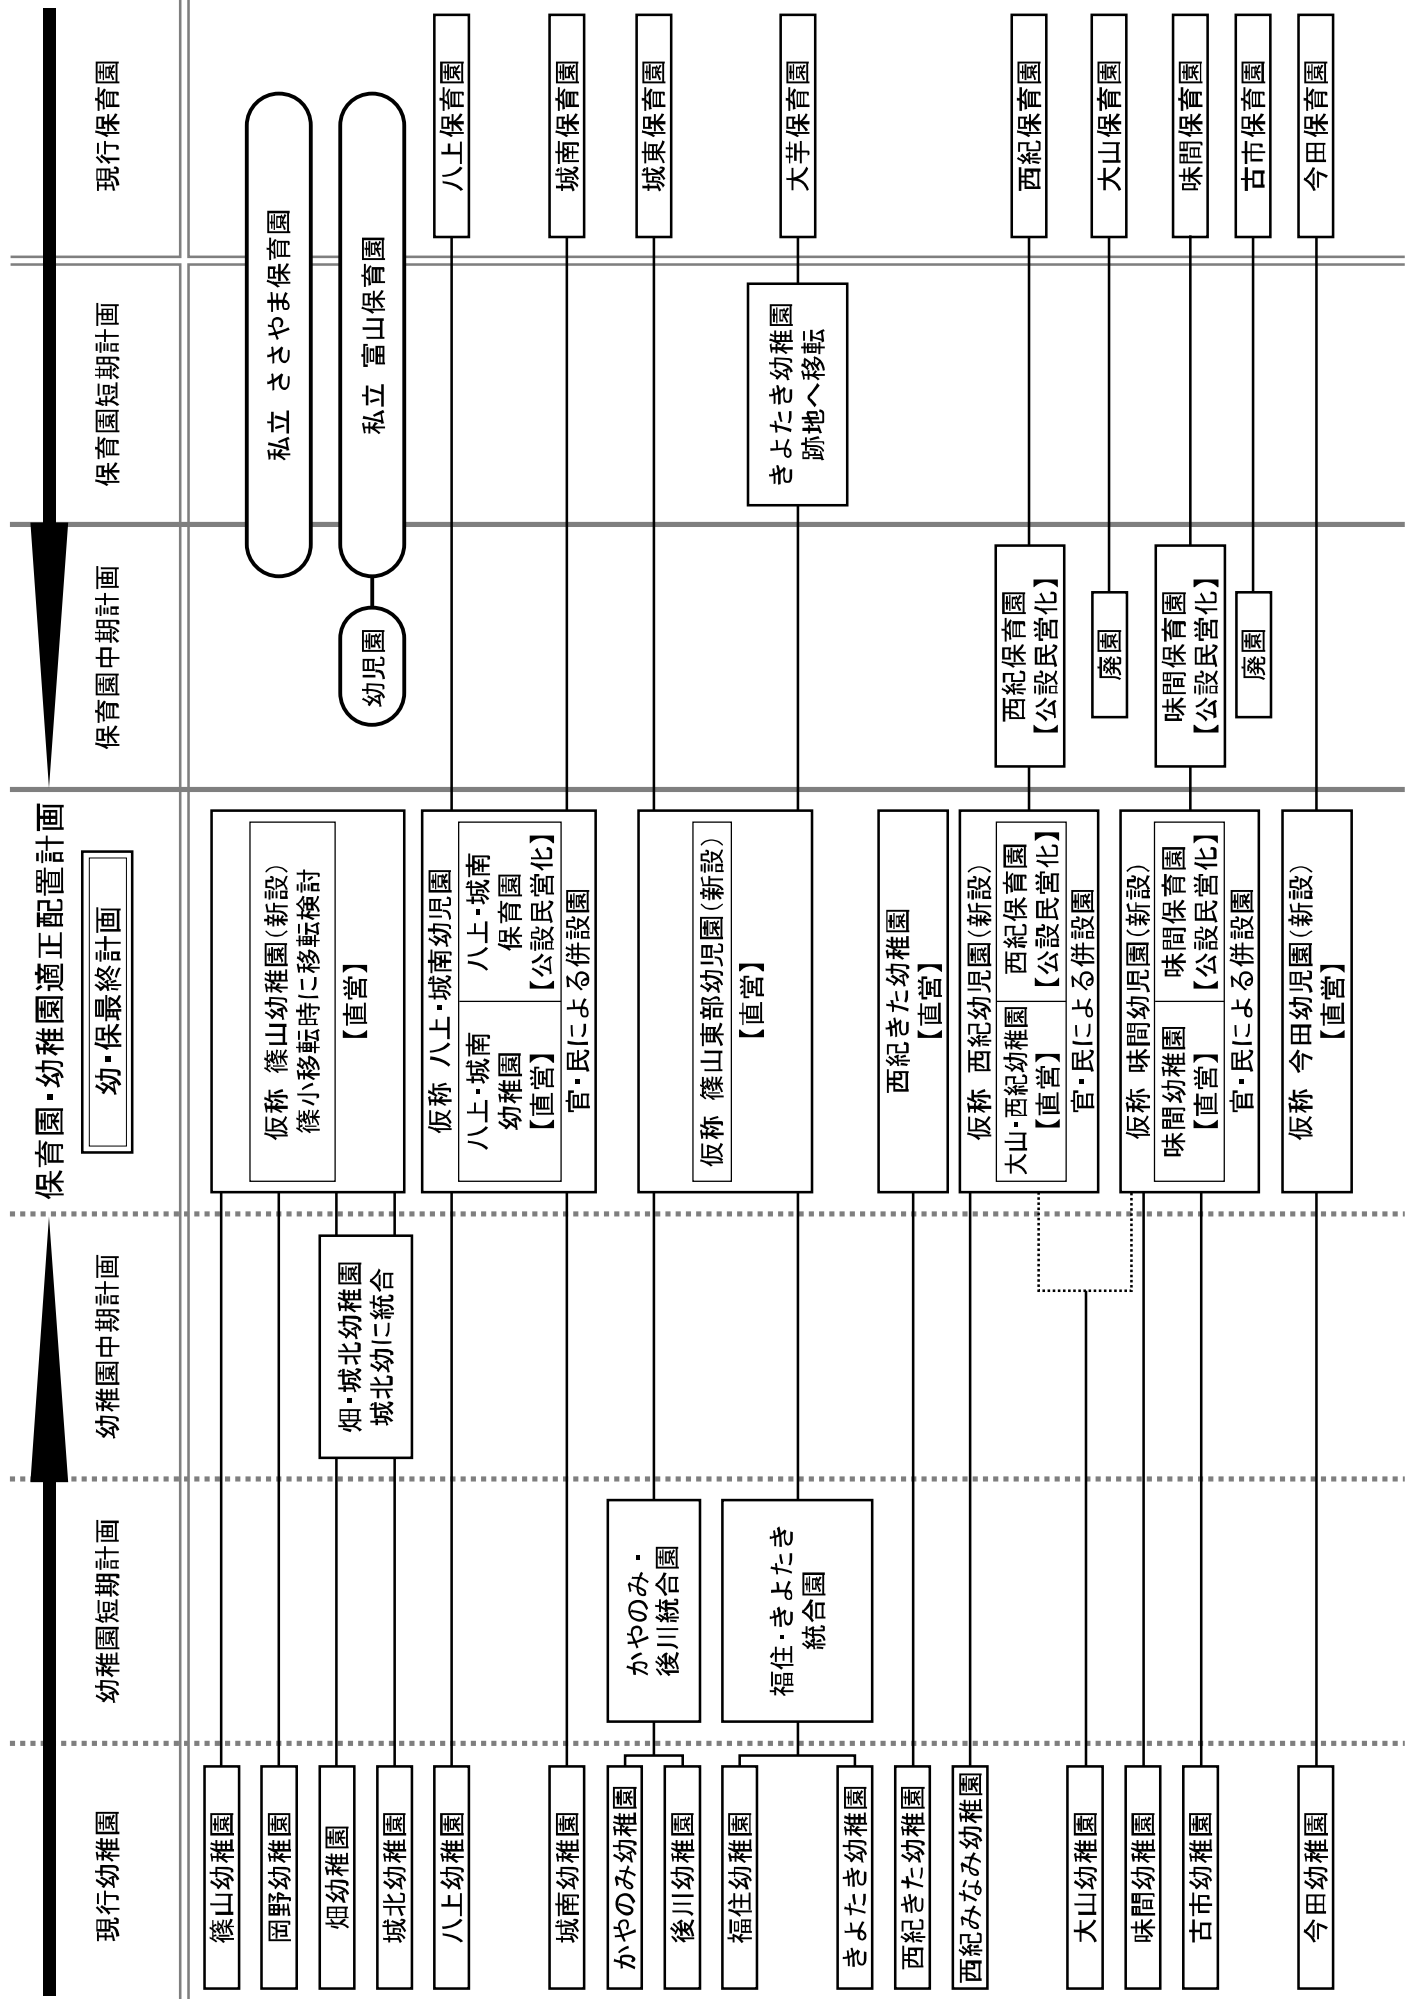 保育園・幼稚園適正配置計画
現行幼稚園
幼稚園短期計画
幼稚園中期計画
幼・保最終計画
保育園中期計画
保育園短期計画
現行保育園
篠山幼稚園
岡野幼稚園
畑幼稚園
城北幼稚園
畑・城北幼稚園
城北幼に統合
仮称 篠山幼稚園（新設）
篠小移転時に移転検討
【直営】
私立 ささやま保育園
幼児園
私立 富山保育園
八上幼稚園
城南幼稚園
仮称 八上・城南幼児園
八上・城南
幼稚園
【直営】
八上・城南
保育園
【公設民営化】
官・民による併設園
八上保育園
城南保育園
かやのみ幼稚園
後川幼稚園
かやのみ・
後川統合園
福住幼稚園
きよたき幼稚園
福住・きよたき
統合園
仮称 篠山東部幼児園（新設）
【直営】
きよたき幼稚園
跡地へ移転
城東保育園
大芋保育園
西紀きた幼稚園
西紀きた幼稚園
【直営】
西紀みなみ幼稚園
大山幼稚園
仮称 西紀幼児園（新設）
大山・西紀幼稚園
【直営】
西紀保育園
【公設民営化】
官・民による併設園
西紀保育園
【公設民営化】
廃園
西紀保育園
大山保育園
味間幼稚園
古市幼稚園
仮称 味間幼児園（新設）
味間幼稚園
【直営】
味間保育園
【公設民営化】
官・民による併設園
味間保育園
【公設民営化】
廃園
味間保育園
古市保育園
今田幼稚園
仮称 今田幼児園（新設）
【直営】
今田保育園